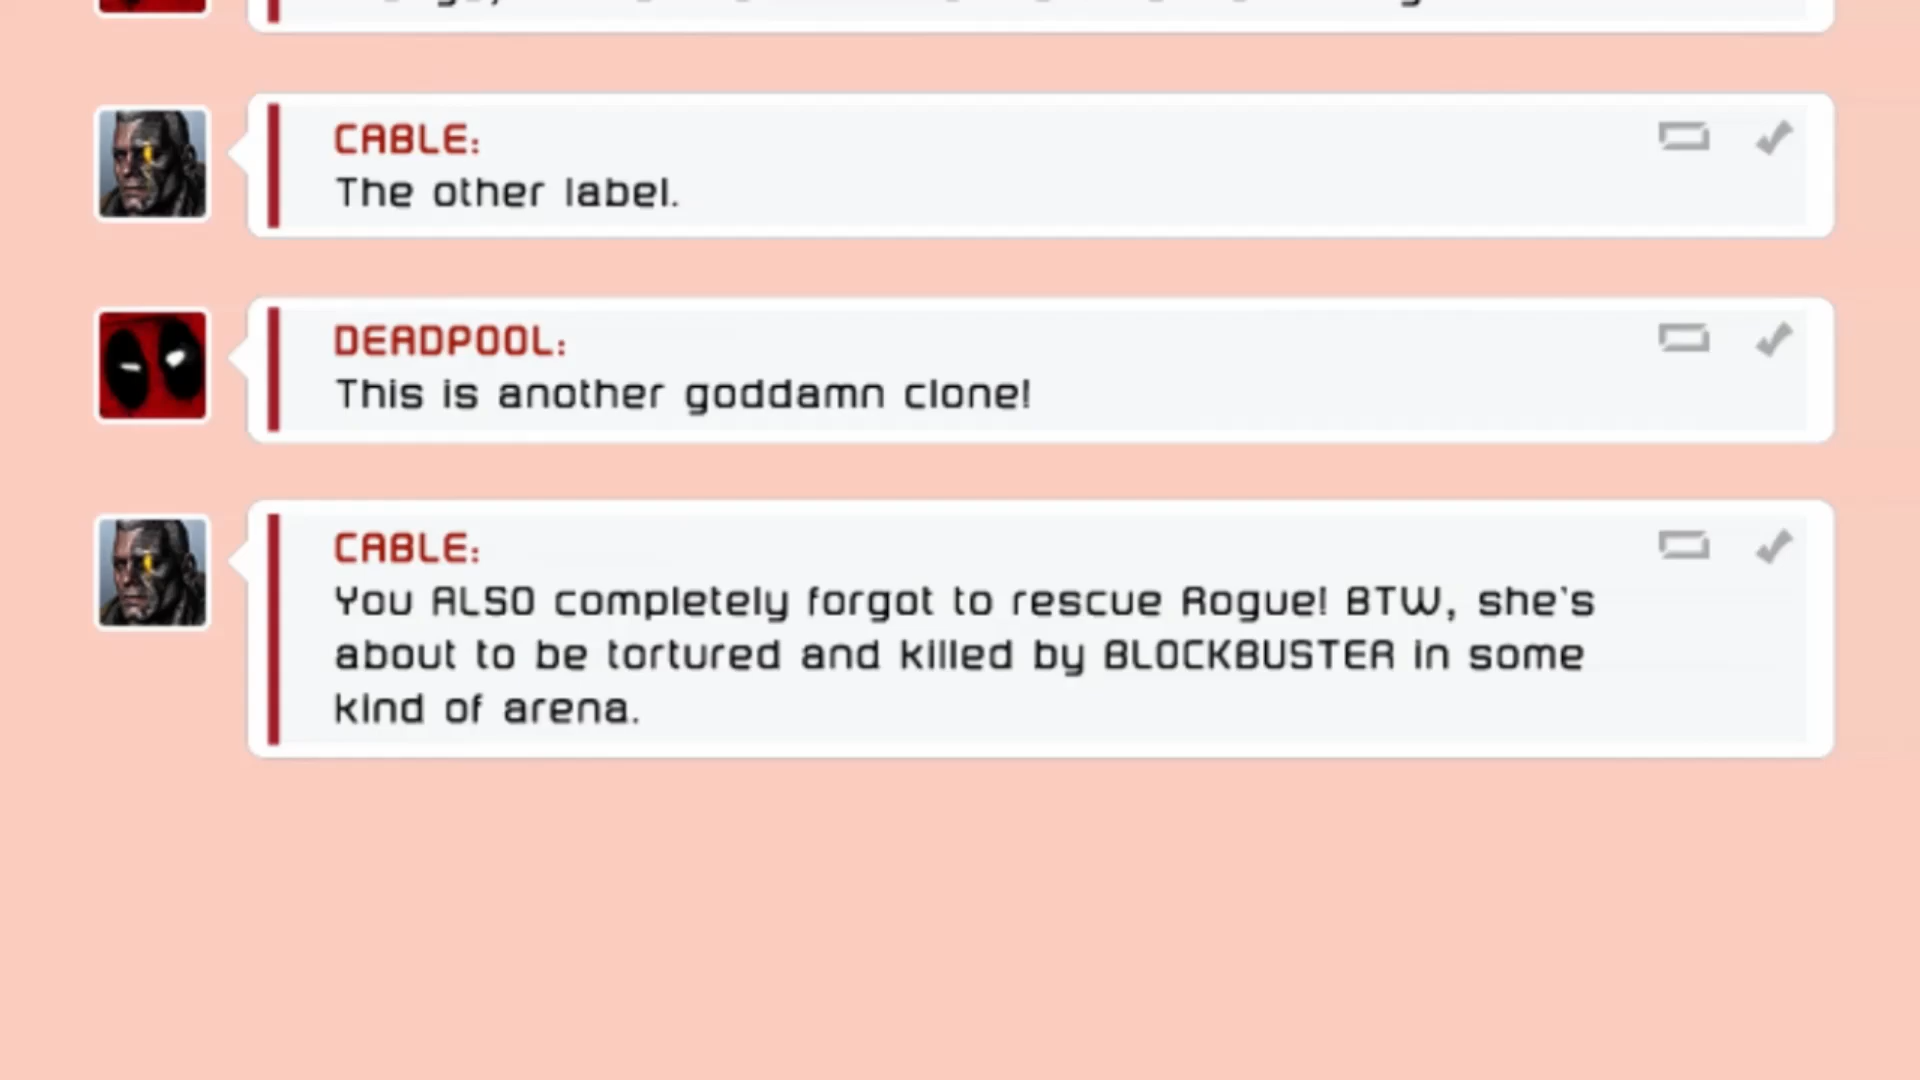 CABLE:
The other label.
DEADPOOL:
This is another goddamn clone!
CABLE:
You ALSO completely forgot to rescue Rogue! BTW, she's
about to be tortured and killed by BLOCKBUSTER in some
kind of arena.